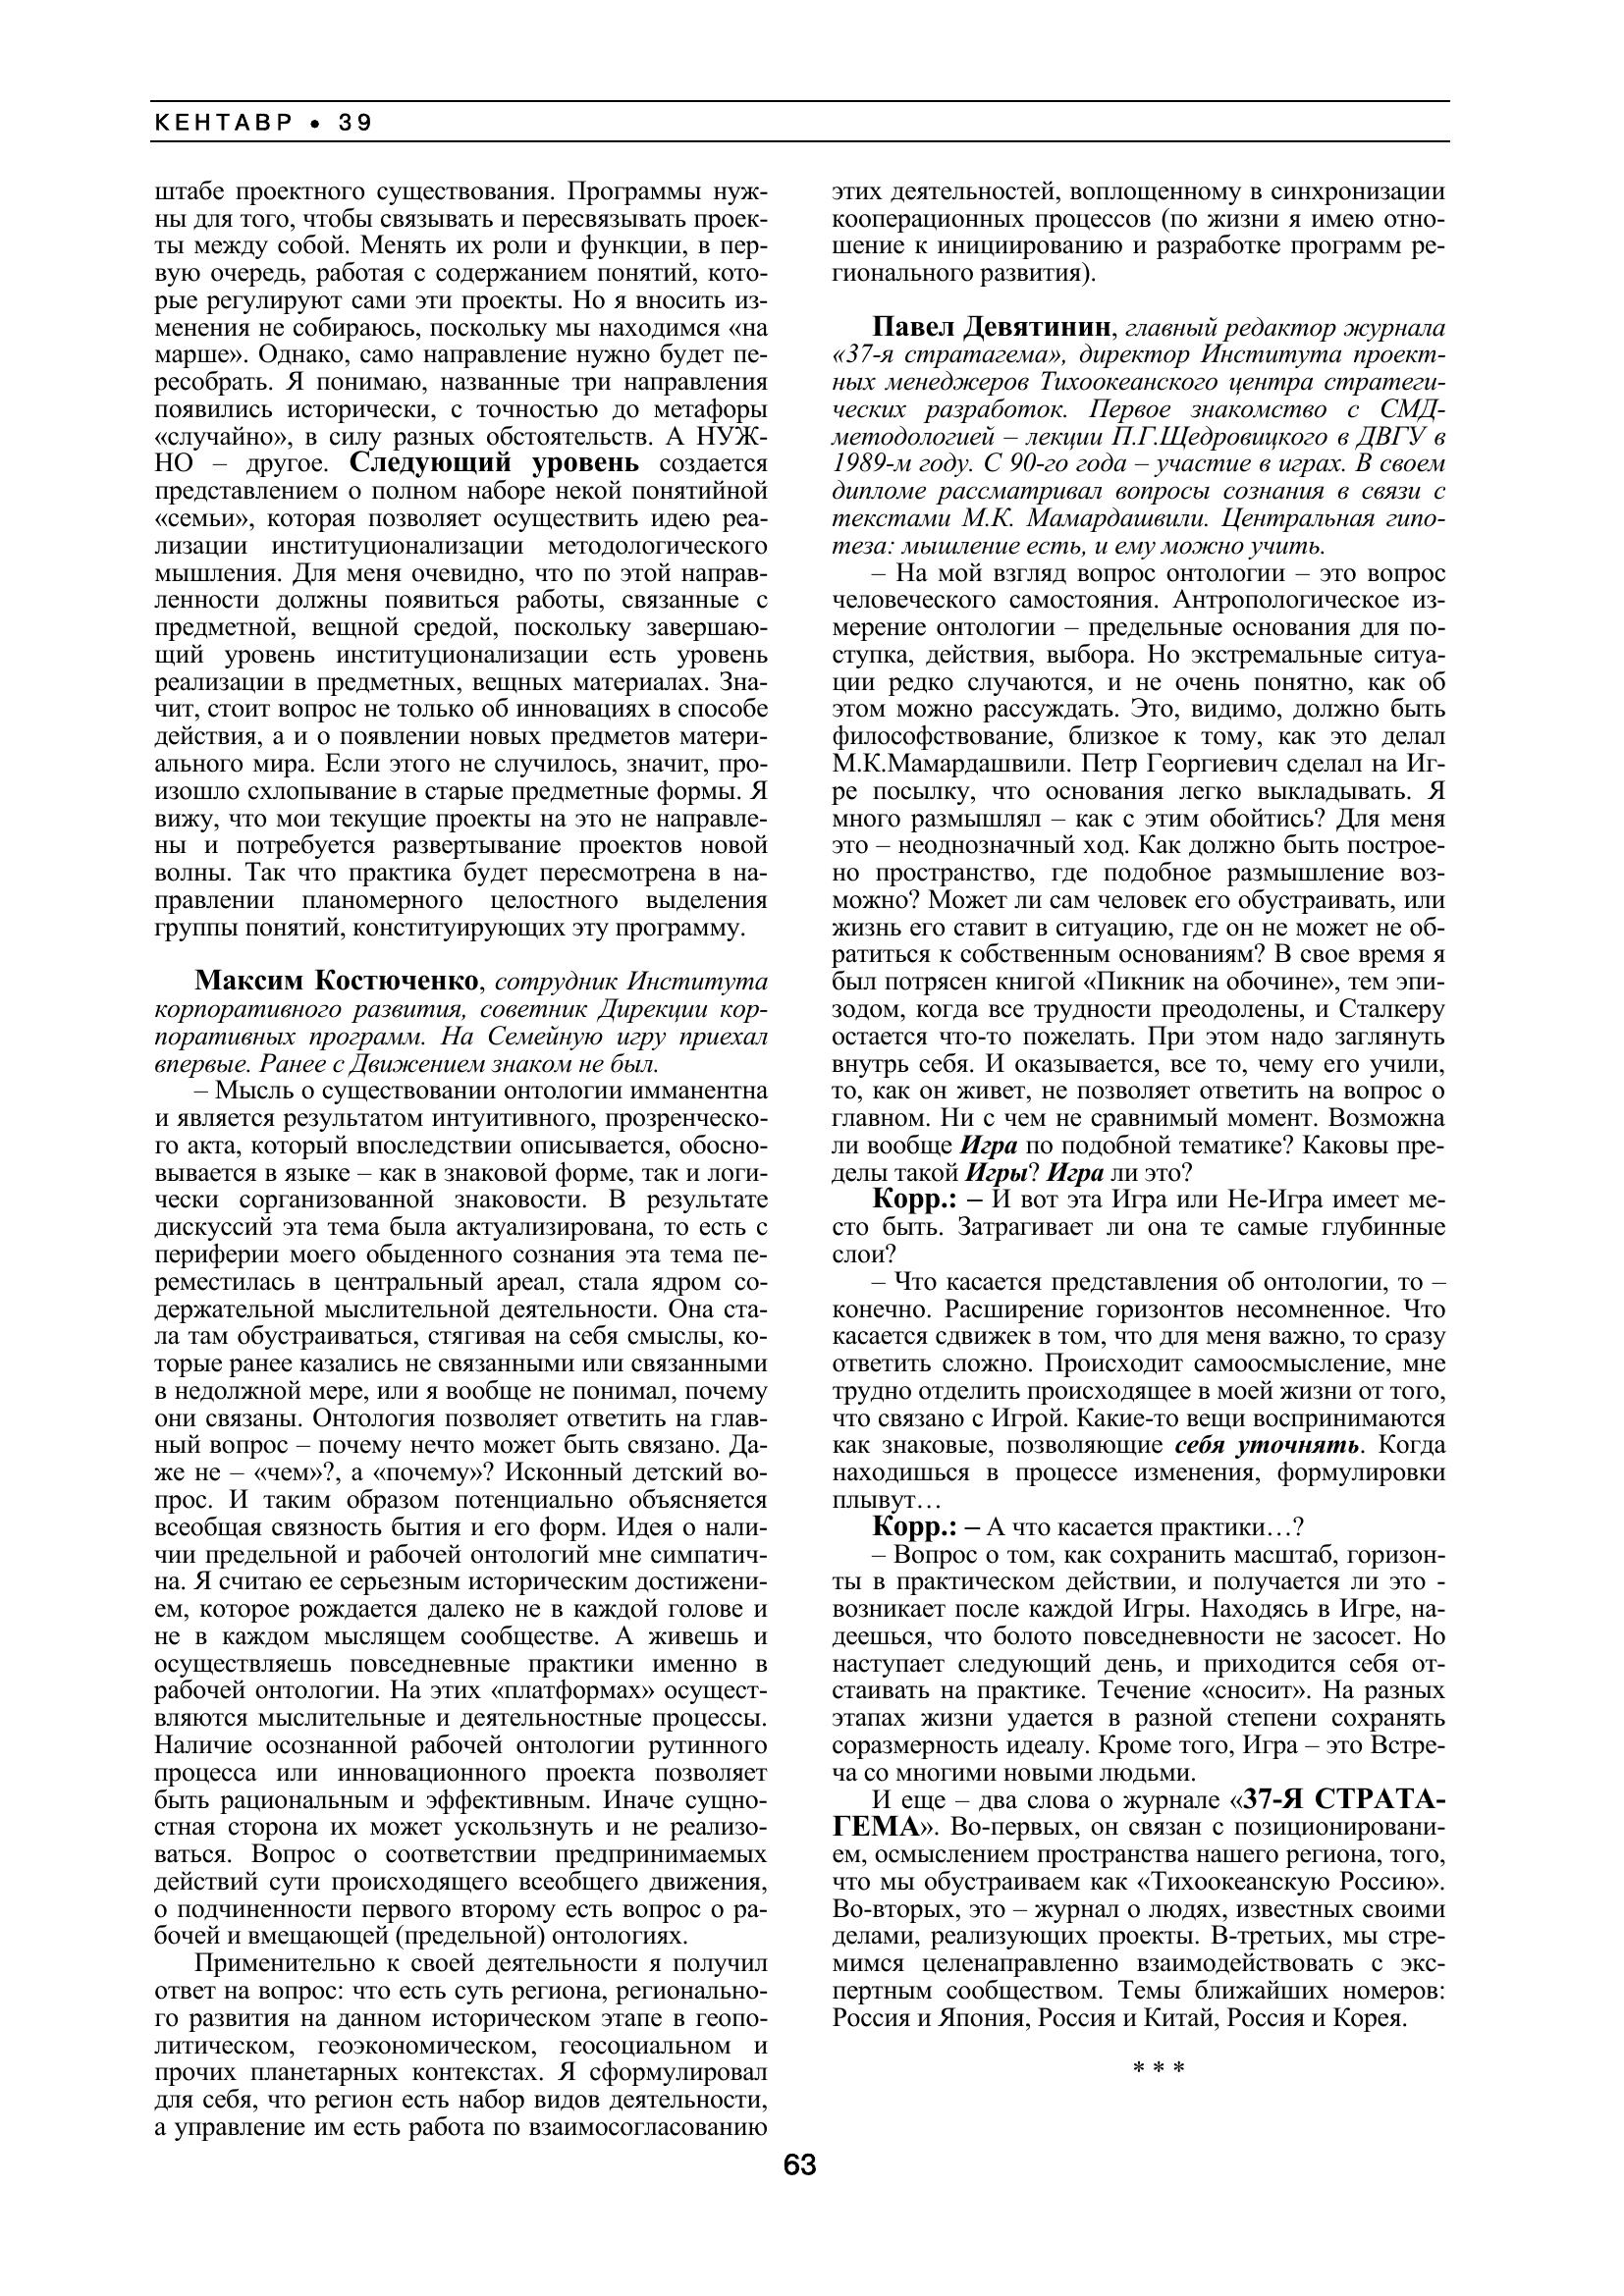 КЕНТАВР • 39
штабе проектного существования. Программы нуж-
ны для того, чтобы связывать и пересвязывать проек-
ты между собой. Менять их роли и функции, в пер-
вую очередь, работая с содержанием понятий, кото-
рые регулируют сами эти проекты. Но я вносить из-
менения не собираюсь, поскольку мы находимся «на
марше». Однако, само направление нужно будет пе-
ресобрать. Я понимаю, названные три направления
появились исторически, с точностью до метафоры
«случайно», в силу разных обстоятельств. А НУЖ-
НО – другое. Следующий уровень создается
представлением о полном наборе некой понятийной
«семьи», которая позволяет осуществить идею реа-
лизации институционализации методологического
мышления. Для меня очевидно, что по этой направ-
ленности должны появиться работы, связанные с
предметной, вещной средой, поскольку завершаю-
щий уровень институционализации есть уровень
реализации в предметных, вещных материалах. Зна-
чит, стоит вопрос не только об инновациях в способе
действия, а и о появлении новых предметов матери-
ального мира. Если этого не случилось, значит, про-
изошло схлопывание в старые предметные формы. Я
вижу, что мои текущие проекты на это не направле-
ны и потребуется развертывание проектов новой
волны. Так что практика будет пересмотрена в на-
правлении планомерного целостного выделения
группы понятий, конституирующих эту программу.
Максим Костюченко, сотрудник Института
корпоративного развития, советник Дирекции кор-
поративных программ. На Семейную игру приехал
впервые. Ранее с Движением знаком не был.
– Мысль о существовании онтологии имманентна
и является результатом интуитивного, прозренческо-
го акта, который впоследствии описывается, обосно-
вывается в языке – как в знаковой форме, так и логи-
чески сорганизованной знаковости. В результате
дискуссий эта тема была актуализирована, то есть с
периферии моего обыденного сознания эта тема пе-
реместилась в центральный ареал, стала ядром со-
держательной мыслительной деятельности. Она ста-
ла там обустраиваться, стягивая на себя смыслы, ко-
торые ранее казались не связанными или связанными
в недолжной мере, или я вообще не понимал, почему
они связаны. Онтология позволяет ответить на глав-
ный вопрос – почему нечто может быть связано. Да-
же не – «чем»?, а «почему»? Исконный детский во-
прос. И таким образом потенциально объясняется
всеобщая связность бытия и его форм. Идея о нали-
чии предельной и рабочей онтологий мне симпатич-
на. Я считаю ее серьезным историческим достижени-
ем, которое рождается далеко не в каждой голове и
не в каждом мыслящем сообществе. А живешь и
осуществляешь повседневные практики именно в
рабочей онтологии. На этих «платформах» осущест-
вляются мыслительные и деятельностные процессы.
Наличие осознанной рабочей онтологии рутинного
процесса или инновационного проекта позволяет
быть рациональным и эффективным. Иначе сущно-
стная сторона их может ускользнуть и не реализо-
ваться. Вопрос о соответствии предпринимаемых
действий сути происходящего всеобщего движения,
о подчиненности первого второму есть вопрос о ра-
бочей и вмещающей (предельной) онтологиях.
Применительно к своей деятельности я получил
ответ на вопрос: что есть суть региона, регионально-
го развития на данном историческом этапе в геопо-
литическом, геоэкономическом, геосоциальном и
прочих планетарных контекстах. Я сформулировал
для себя, что регион есть набор видов деятельности,
а управление им есть работа по взаимосогласованию
этих деятельностей, воплощенному в синхронизации
кооперационных процессов (по жизни я имею отно-
шение к инициированию и разработке программ ре-
гионального развития).
Павел Девятинин, главный редактор журнала
«37-я стратагема», директор Института проект-
ных менеджеров Тихоокеанского центра стратеги-
ческих разработок. Первое знакомство с СМД-
методологией – лекции П.Г.Щедровицкого в ДВГУ в
1989-м году. С 90-го года – участие в играх. В своем
дипломе рассматривал вопросы сознания в связи с
текстами М.К. Мамардашвили. Центральная гипо-
теза: мышление есть, и ему можно учить.
– На мой взгляд вопрос онтологии – это вопрос
человеческого самостояния. Антропологическое из-
мерение онтологии – предельные основания для по-
ступка, действия, выбора. Но экстремальные ситуа-
ции редко случаются, и не очень понятно, как об
этом можно рассуждать. Это, видимо, должно быть
философствование, близкое к тому, как это делал
М.К.Мамардашвили. Петр Георгиевич сделал на Иг-
ре посылку, что основания легко выкладывать. Я
много размышлял – как с этим обойтись? Для меня
это – неоднозначный ход. Как должно быть построе-
но пространство, где подобное размышление воз-
можно? Может ли сам человек его обустраивать, или
жизнь его ставит в ситуацию, где он не может не об-
ратиться к собственным основаниям? В свое время я
был потрясен книгой «Пикник на обочине», тем эпи-
зодом, когда все трудности преодолены, и Сталкеру
остается что-то пожелать. При этом надо заглянуть
внутрь себя. И оказывается, все то, чему его учили,
то, как он живет, не позволяет ответить на вопрос о
главном. Ни с чем не сравнимый момент. Возможна
ли вообще Игра по подобной тематике? Каковы пре-
делы такой Игры? Игра ли это?
Корр.: – И вот эта Игра или Не-Игра имеет ме-
сто быть. Затрагивает ли она те самые глубинные
слои?
– Что касается представления об онтологии, то –
конечно. Расширение горизонтов несомненное. Что
касается сдвижек в том, что для меня важно, то сразу
ответить сложно. Происходит самоосмысление, мне
трудно отделить происходящее в моей жизни от того,
что связано с Игрой. Какие-то вещи воспринимаются
как знаковые, позволяющие себя уточнять. Когда
находишься в процессе изменения, формулировки
плывут…
Корр.: – А что касается практики…?
– Вопрос о том, как сохранить масштаб, горизон-
ты в практическом действии, и получается ли это -
возникает после каждой Игры. Находясь в Игре, на-
деешься, что болото повседневности не засосет. Но
наступает следующий день, и приходится себя от-
стаивать на практике. Течение «сносит». На разных
этапах жизни удается в разной степени сохранять
соразмерность идеалу. Кроме того, Игра – это Встре-
ча со многими новыми людьми.
И еще – два слова о журнале «37-Я СТРАТА-
ГЕМА». Во-первых, он связан с позиционировани-
ем, осмыслением пространства нашего региона, того,
что мы обустраиваем как «Тихоокеанскую Россию».
Во-вторых, это – журнал о людях, известных своими
делами, реализующих проекты. В-третьих, мы стре-
мимся целенаправленно взаимодействовать с экс-
пертным сообществом. Темы ближайших номеров:
Россия и Япония, Россия и Китай, Россия и Корея.
* * *
63